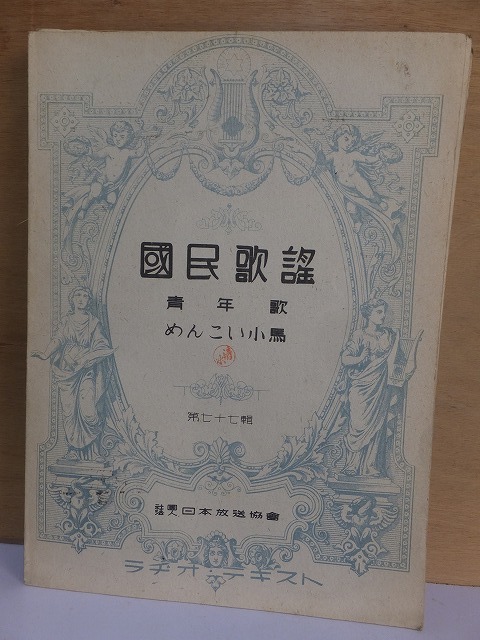 國民歌謠
青年歌
めんこい小馬
第七十七輯
社團法人 日本放送協會
ラヂオ・テキスト